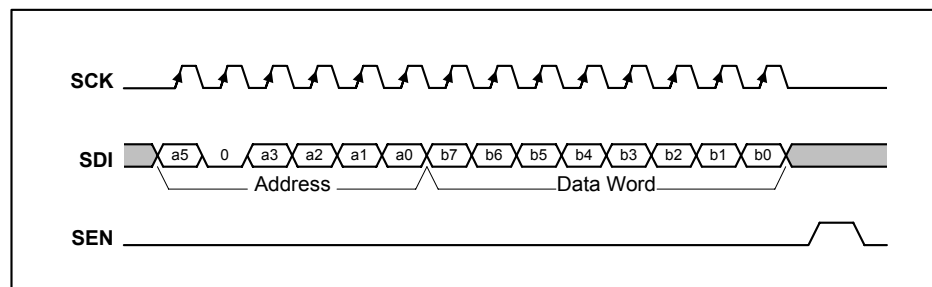 SCK
SDI a5 0 a3 a2 a1 a0 b7 b6 b5 b4 b3 b2 b1 b0
Address Data Word
SEN